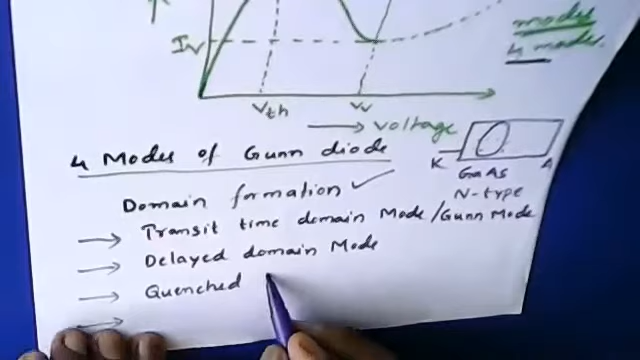 modes
4 modes.
Iv
Vth
Vv
voltage
4 Modes of Gunn diode
K
A
GaAs
N-type
Domain formation
Transit time domain Mode/Gunn Mode
Delayed domain Mode
Quenched